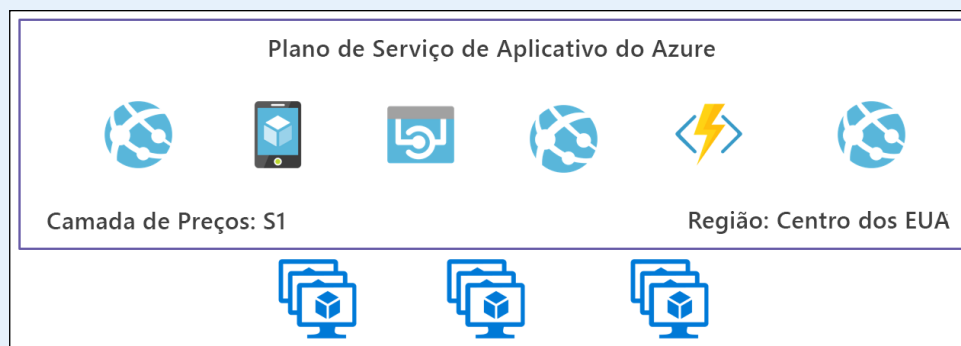 Plano de Serviço de Aplicativo do Azure
Camada de Preços: S1
Região: Centro dos EUA